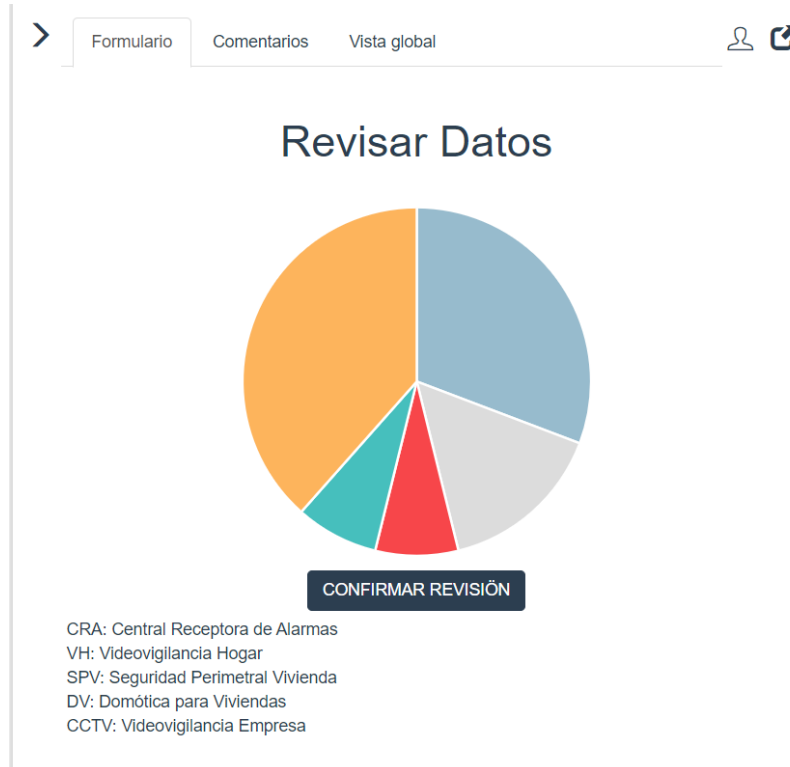 Formulario Comentarios Vista global
Revisar Datos
CONFIRMAR REVISIÖN
CRA: Central Receptora de Alarmas
VH: Videovigilancia Hogar
SPV: Seguridad Perimetral Vivienda
DV: Domótica para Viviendas
CCTV: Videovigilancia Empresa